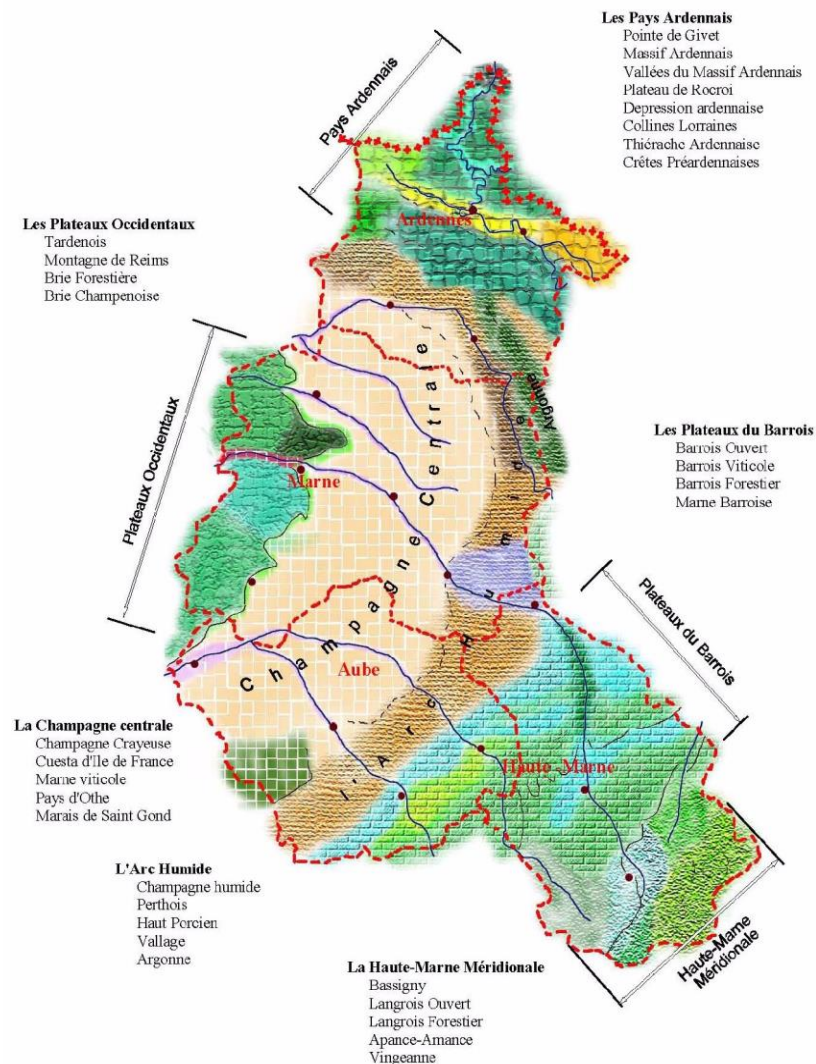 Les Pays Ardennais
Pointe de Givet
Massif Ardennais
Vallées du Massif Ardennais
Plateau de Rocroi
Depression ardennaise
Collines Lorraines
Thiérache Ardennaise
Crêtes Préardennaises
Pays Ardennais
Ardennes
Les Plateaux Occidentaux
Tardenois
Montagne de Reims
Brie Forestière
Brie Champenoise
Plateaux Occidentaux
Argonne
Champagne Centrale
Marne
Les Plateaux du Barrois
Barrois Ouvert
Barrois Viticole
Barrois Forestier
Marne Barroise
Plateaux du Barrois
l'Arc Humide
Aube
Haute-Marne
La Champagne centrale
Champagne Crayeuse
Cuesta d'Ile de France
Marne viticole
Pays d'Othe
Marais de Saint Gond
L'Arc Humide
Champagne humide
Perthois
Haut Porcien
Vallage
Argonne
Haute-Marne
Méridionale
La Haute-Marne Méridionale
Bassigny
Langrois Ouvert
Langrois Forestier
Apance-Amance
Vingeanne